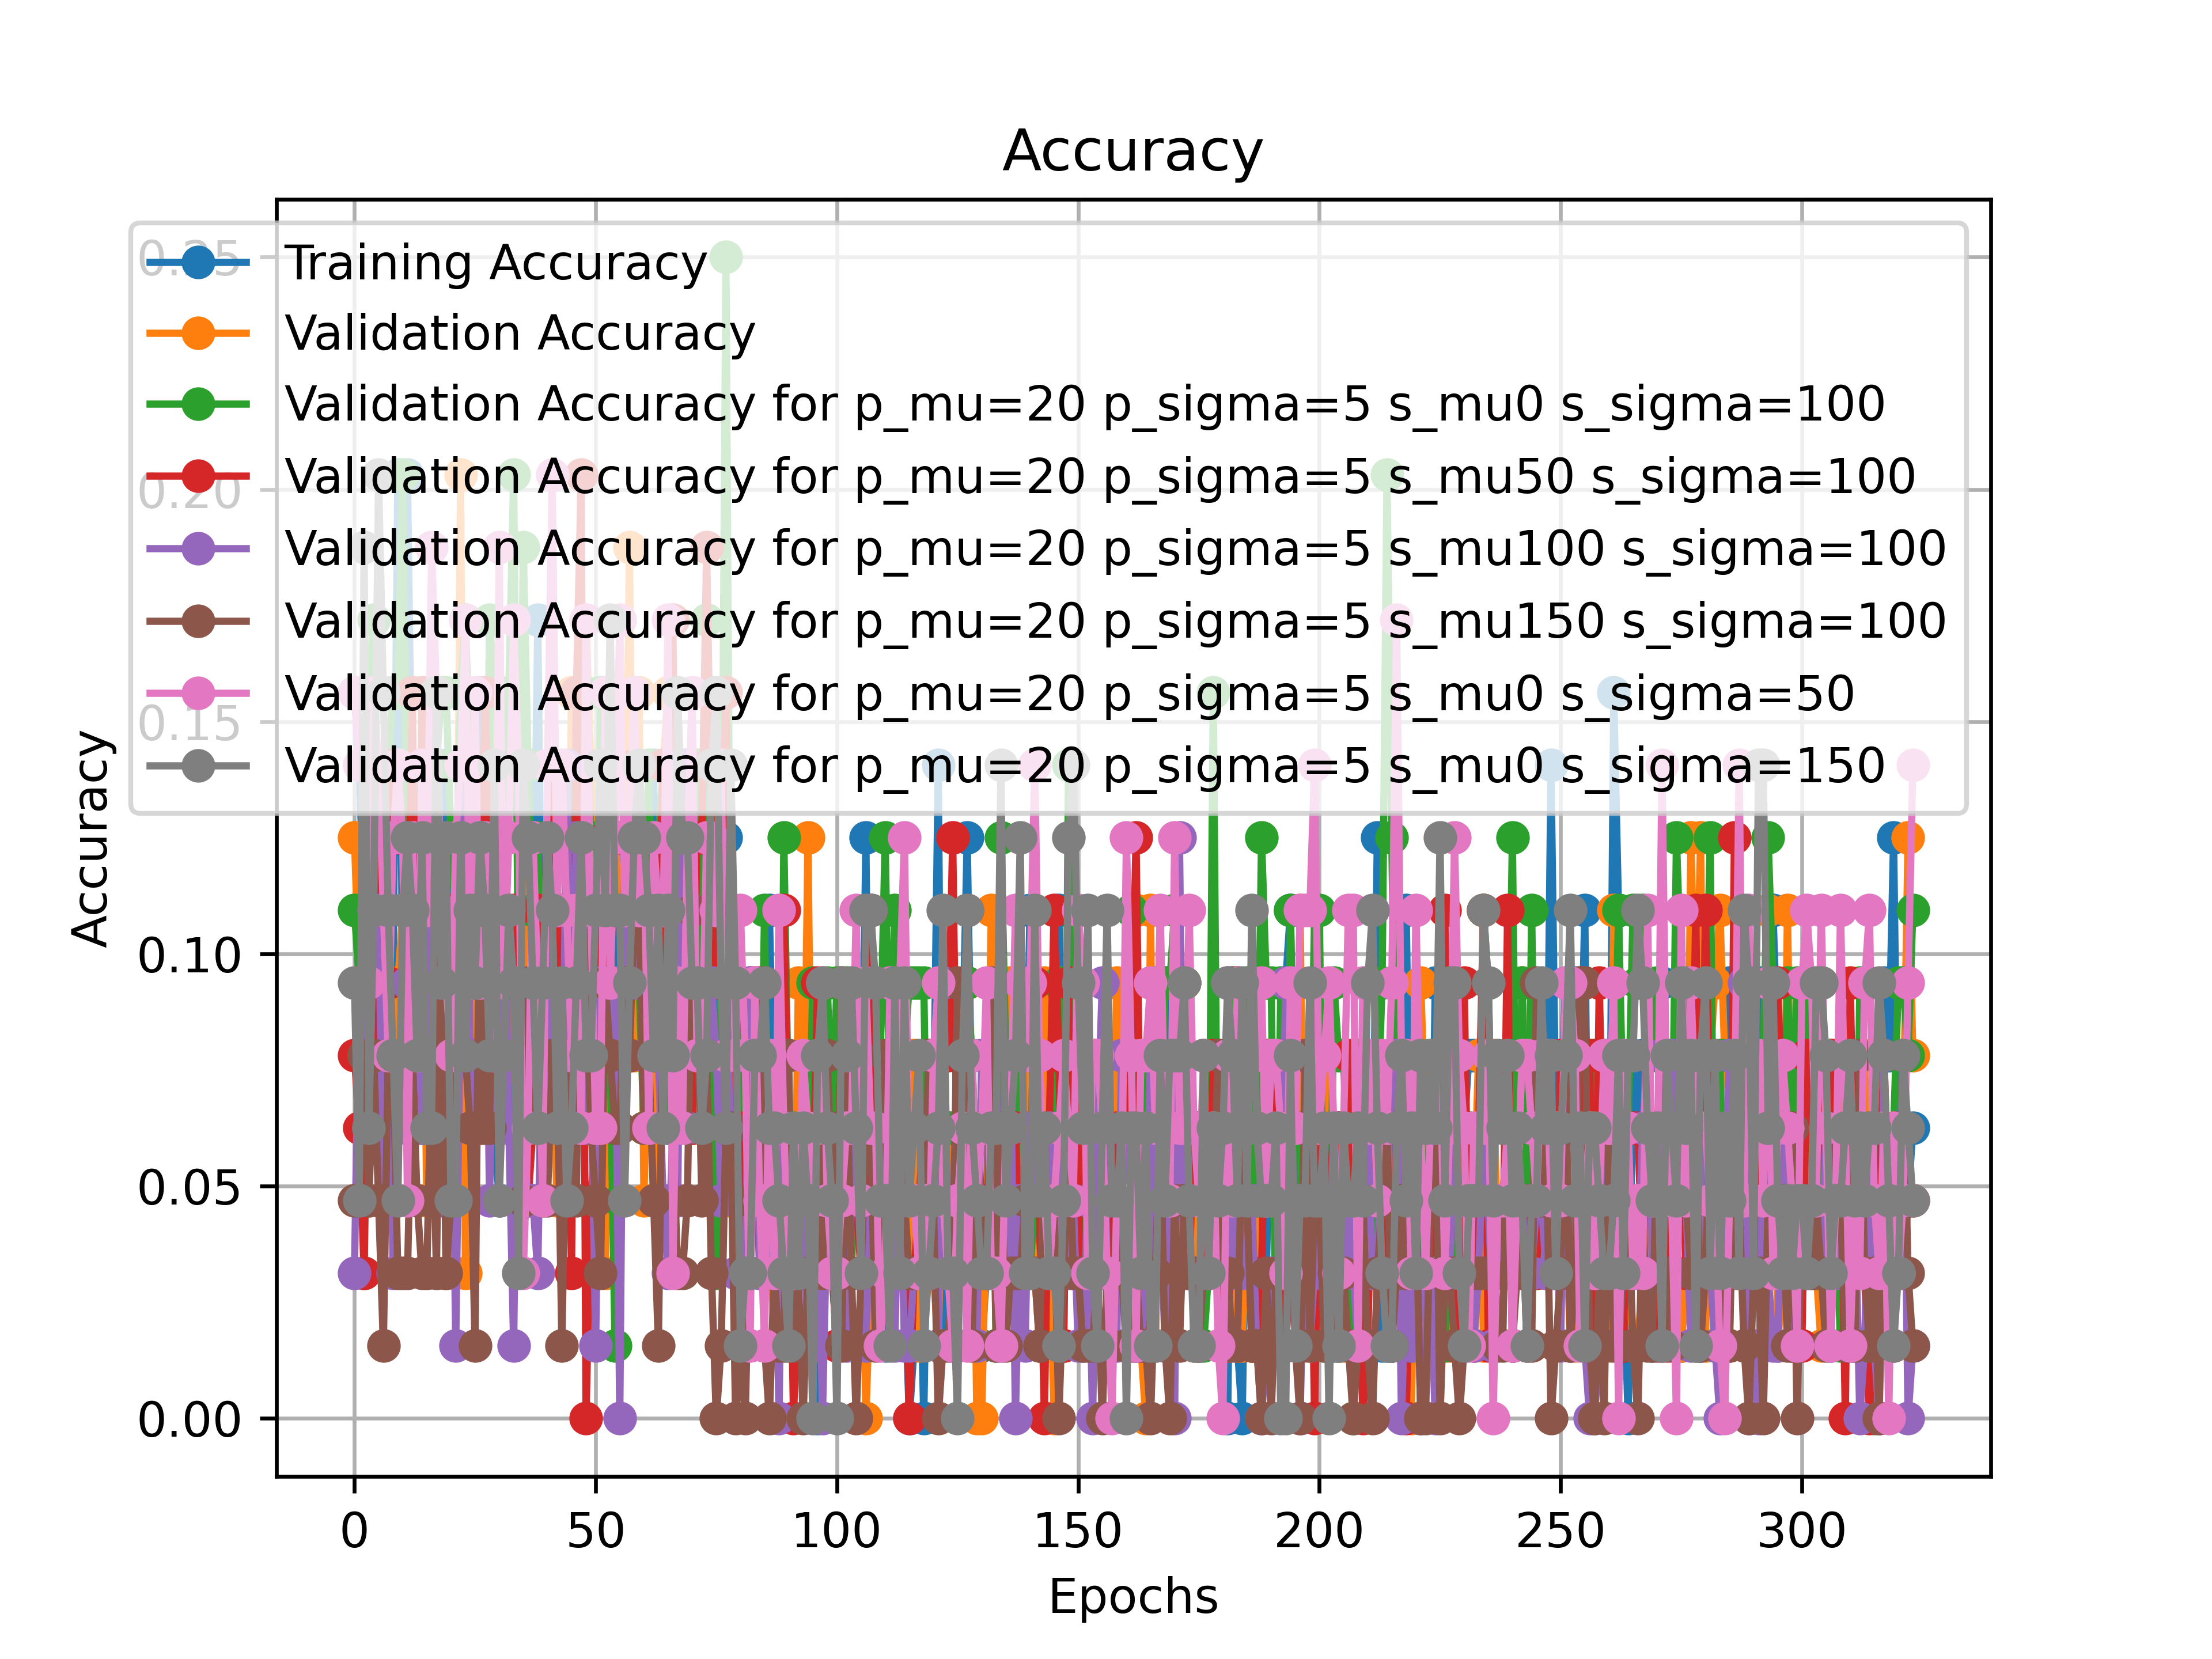 Accuracy
0.25
Training Accuracy
Validation Accuracy
Validation Accuracy for p_mu=20 p_sigma=5 s_mu0 s_sigma=100
0.20
Validation Accuracy for p_mu=20 p_sigma=5 s_mu50 s_sigma=100
Validation Accuracy for p_mu=20 p_sigma=5 s_mu100 s_sigma=100
Validation Accuracy for p_mu=20 p_sigma=5 s_mu150 s_sigma=100
Validation Accuracy for p_mu=20 p_sigma=5 s_mu0 s_sigma=50
0.15
Validation Accuracy for p_mu=20 p_sigma=5 s_mu0 s_sigma=150
Accuracy
0.10
0.05
0.00
0 50 100 150 200 250 300
Epochs